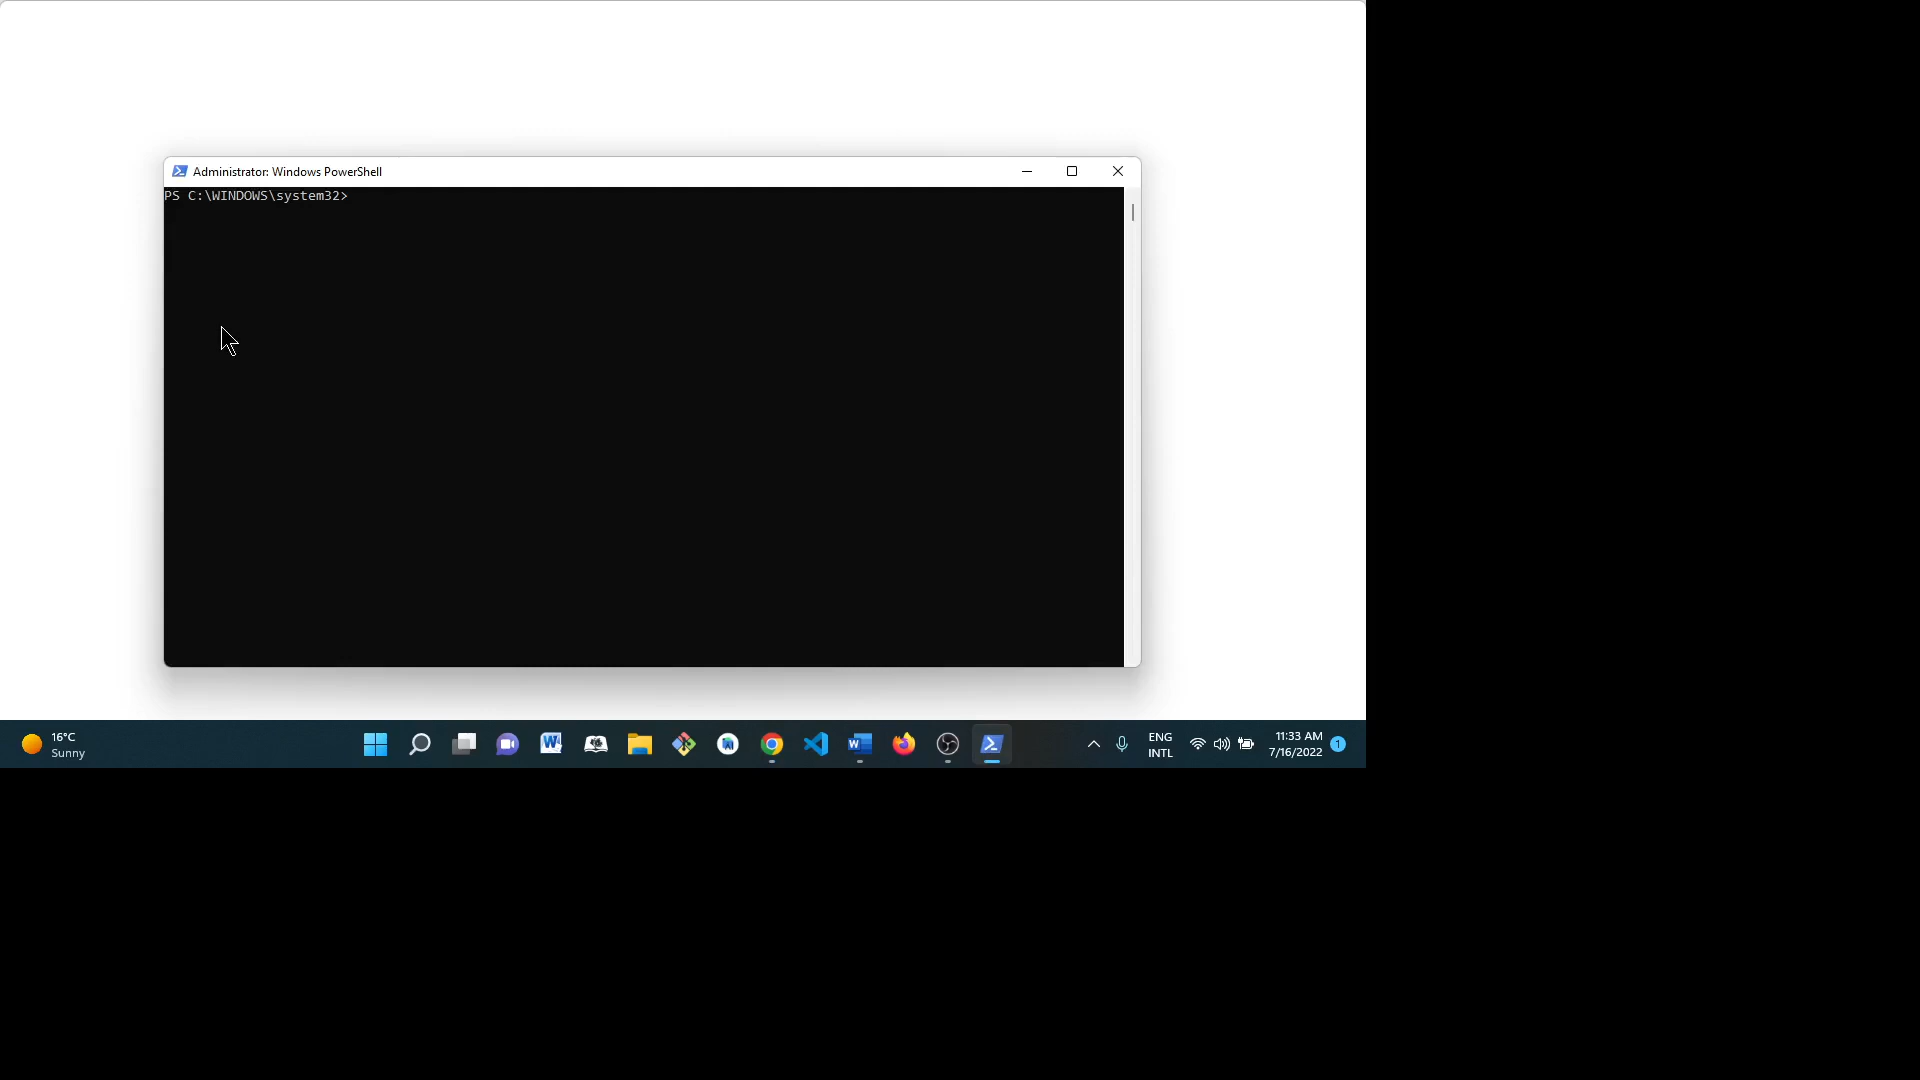 Administrator: Windows PowerShell
PS C:\WINDOWS\system32>
16°C
Sunny
ENG
INTL
11:33 AM
7/16/2022
1